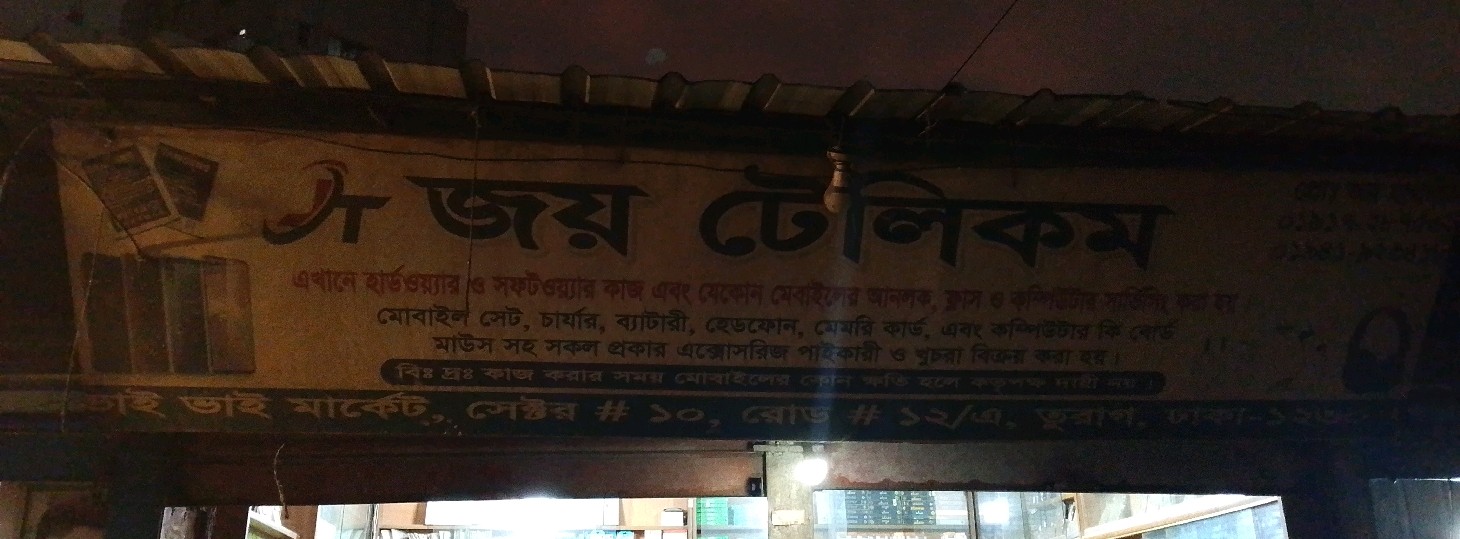 জয় টেলিকম
এখানে হার্ডওয়্যার ও সফটওয়্যার কাজ এবং যেকোন মোবাইলের আনলক, ফ্লাস ও কম্পিউটার সার্ভিসিং করা হয়
মোবাইল সেট, চার্যার, ব্যাটারী, হেডফোন, মেমরি কার্ড, এবং কম্পিউটার কি বোর্ড
মাউস সহ সকল প্রকার এক্সোসরিজ পাইকারী ও খুচরা বিক্রয় করা হয়।
বিঃ দ্রঃ কাজ করার সময় মোবাইলের কোন ক্ষতি হলে কতৃপক্ষ দায়ী নয়।
ভাই ভাই মার্কেট, সেক্টর # ১০, রোড # ১২/এ, তুরাগ, ঢাকা-